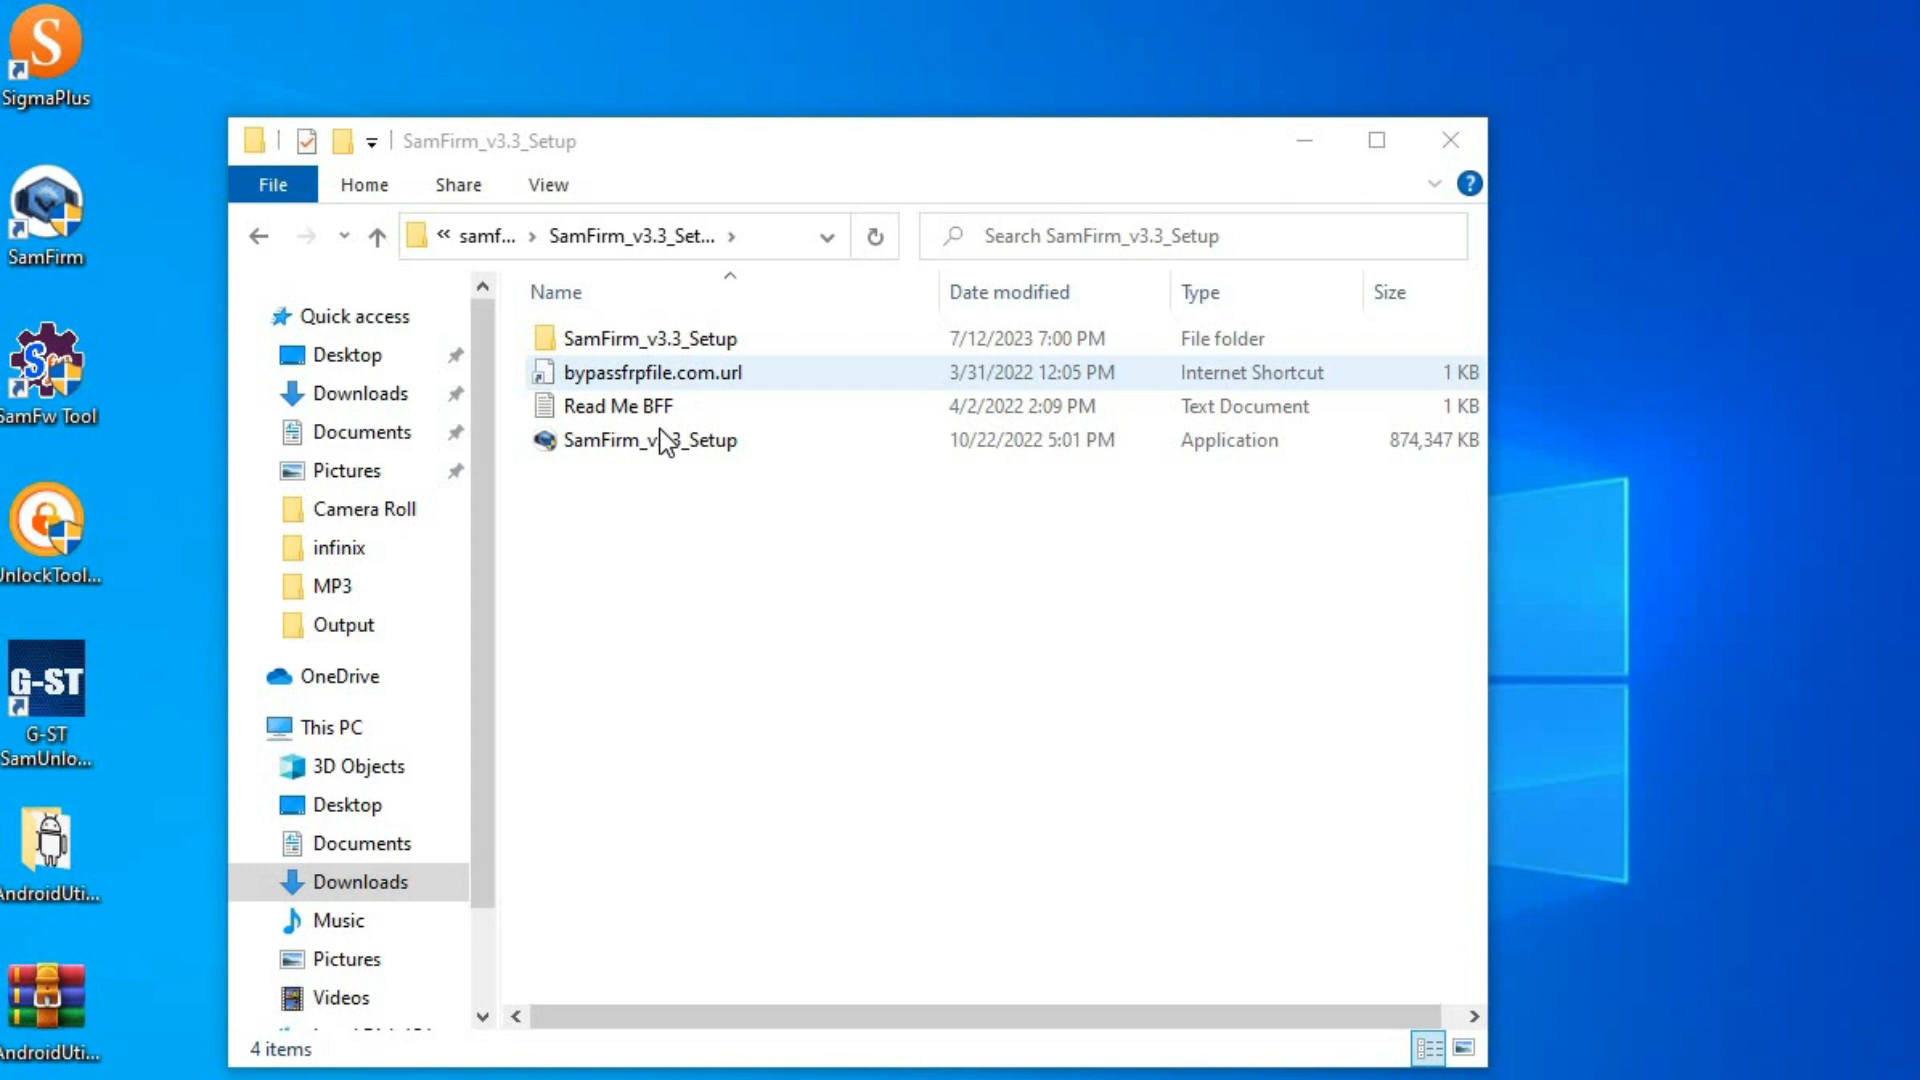 SigmaPlus
SamFirm
SamFw Tool
UnlockTool...
G-ST
G-ST
SamUnlo...
AndroidUti...
AndroidUti...
SamFirm_v3.3_Setup
File
Home
Share
View
?
« samf... › SamFirm_v3.3_Set... ›
Search SamFirm_v3.3_Setup
Quick access
Desktop
Downloads
Documents
Pictures
Camera Roll
infinix
MP3
Output
OneDrive
This PC
3D Objects
Desktop
Documents
Downloads
Music
Pictures
Videos
Name Date modified Type Size
SamFirm_v3.3_Setup 7/12/2023 7:00 PM File folder
bypassfrpfile.com.url 3/31/2022 12:05 PM Internet Shortcut 1 KB
Read Me BFF 4/2/2022 2:09 PM Text Document 1 KB
SamFirm_v3.3_Setup 10/22/2022 5:01 PM Application 874,347 KB
4 items